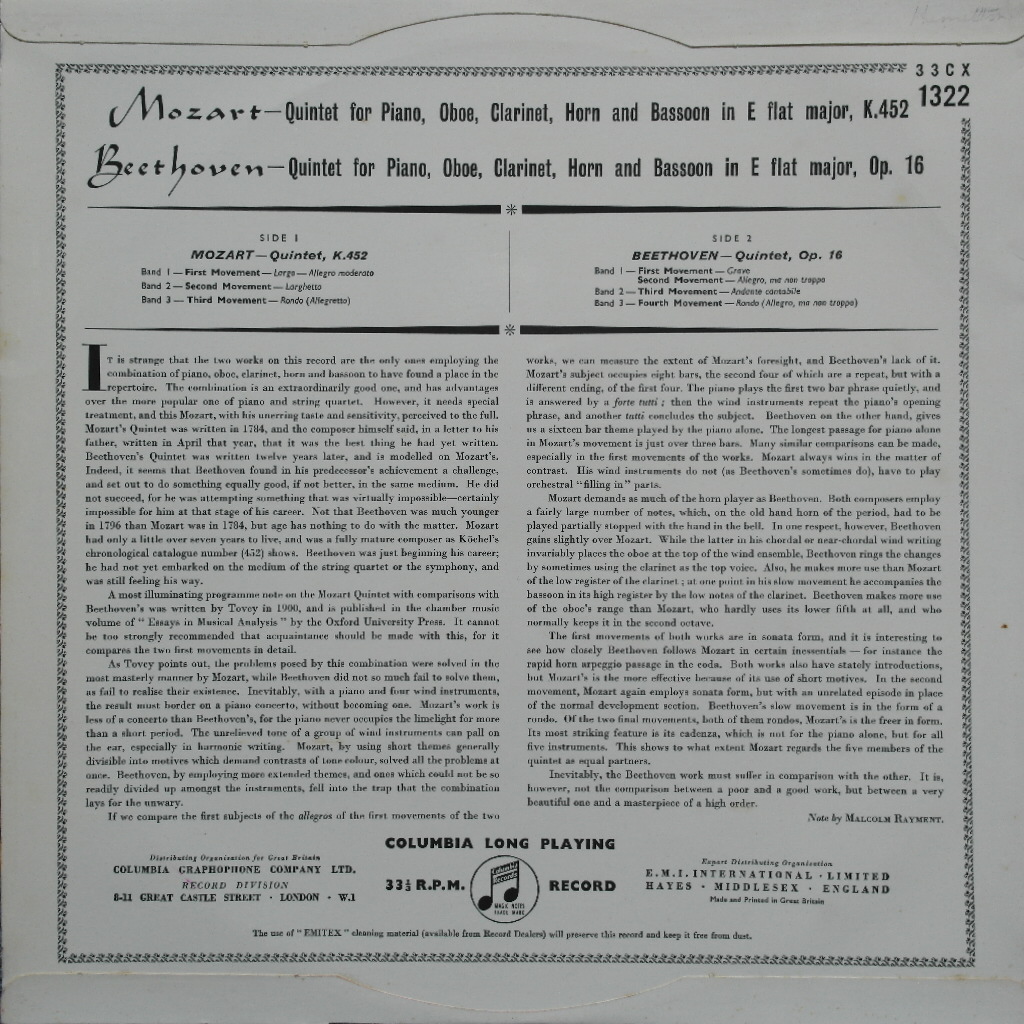 33CX
1322
Mozart—Quintet for Piano, Oboe, Clarinet, Horn and Bassoon in E flat major, K.452
Beethoven—Quintet for Piano, Oboe, Clarinet, Horn and Bassoon in E flat major, Op. 16
SIDE 1
MOZART—Quintet, K.452
Band 1—First Movement—Largo—Allegro moderato
Band 2—Second Movement—Larghetto
Band 3—Third Movement—Rondo (Allegretto)
SIDE 2
BEETHOVEN—Quintet, Op. 16
Band 1—First Movement—Grave
Second Movement—Allegro, ma non troppo
Band 2—Third Movement—Andante cantabile
Band 3—Fourth Movement—Rondo (Allegro, ma non troppo)
IT is strange that the two works on this record are the only ones employing the
combination of piano, oboe, clarinet, horn and bassoon to have found a place in the
repertoire. The combination is an extraordinarily good one, and has advantages
over the more popular one of piano and string quartet. However, it needs special
treatment, and this Mozart, with his unerring taste and sensitivity, perceived to the full.
Mozart's Quintet was written in 1784, and the composer himself said, in a letter to his
father, written in April that year, that it was the best thing he had yet written.
Beethoven's Quintet was written twelve years later, and is modelled on Mozart's.
Indeed, it seems that Beethoven found in his predecessor's achievement a challenge,
and set out to do something equally good, if not better, in the same medium. He did
not succeed, for he was attempting something that was virtually impossible—certainly
impossible for him at that stage of his career. Not that Beethoven was much younger
in 1796 than Mozart was in 1784, but age has nothing to do with the matter. Mozart
had only a little over seven years to live, and was a fully mature composer as Köchel's
chronological catalogue number (452) shows. Beethoven was just beginning his career;
he had not yet embarked on the medium of the string quartet or the symphony, and
was still feeling his way.
A most illuminating programme note on the Mozart Quintet with comparisons with
Beethoven's was written by Tovey in 1900, and is published in the chamber music
volume of "Essays in Musical Analysis" by the Oxford University Press. It cannot
be too strongly recommended that acquaintance should be made with this, for it
compares the two first movements in detail.
As Tovey points out, the problems posed by this combination were solved in the
most masterly manner by Mozart, while Beethoven did not so much fail to solve them,
as fail to realise their existence. Inevitably, with a piano and four wind instruments,
the result must border on a piano concerto, without becoming one. Mozart's work is
less of a concerto than Beethoven's, for the piano never occupies the limelight for more
than a short period. The unrelieved tone of a group of wind instruments can pall on
the ear, especially in harmonic writing. Mozart, by using short themes generally
divisible into motives which demand contrasts of tone colour, solved all the problems at
once. Beethoven, by employing more extended themes, and ones which could not be so
readily divided up amongst the instruments, fell into the trap that the combination
lays for the unwary.
If we compare the first subjects of the allegros of the first movements of the two
works, we can measure the extent of Mozart's foresight, and Beethoven's lack of it.
Mozart's subject occupies eight bars, the second four of which are a repeat, but with a
different ending, of the first four. The piano plays the first two bar phrase quietly, and
is answered by a forte tutti; then the wind instruments repeat the piano's opening
phrase, and another tutti concludes the subject. Beethoven on the other hand, gives
us a sixteen bar theme played by the piano alone. The longest passage for piano alone
in Mozart's movement is just over three bars. Many similar comparisons can be made,
especially in the first movements of the works. Mozart always wins in the matter of
contrast. His wind instruments do not (as Beethoven's sometimes do), have to play
orchestral "filling in" parts.
Mozart demands as much of the horn player as Beethoven. Both composers employ
a fairly large number of notes, which, on the old hand horn of the period, had to be
played partially stopped with the hand in the bell. In one respect, however, Beethoven
gains slightly over Mozart. While the latter in his chordal or near-chordal wind writing
invariably places the oboe at the top of the wind ensemble, Beethoven rings the changes
by sometimes using the clarinet as the top voice. Also, he makes more use than Mozart
of the low register of the clarinet; at one point in his slow movement he accompanies the
bassoon in its high register by the low notes of the clarinet. Beethoven makes more use
of the oboe's range than Mozart, who hardly uses its lower fifth at all, and who
normally keeps it in the second octave.
The first movements of both works are in sonata form, and it is interesting to
see how closely Beethoven follows Mozart in certain inessentials—for instance the
rapid horn arpeggio passage in the coda. Both works also have stately introductions,
but Mozart's is the more effective because of its use of short motives. In the second
movement, Mozart again employs sonata form, but with an unrelated episode in place
of the normal development section. Beethoven's slow movement is in the form of a
rondo. Of the two final movements, both of them rondos, Mozart's is the freer in form.
Its most striking feature is its cadenza, which is not for the piano alone, but for all
five instruments. This shows to what extent Mozart regards the five members of the
quintet as equal partners.
Inevitably, the Beethoven work must suffer in comparison with the other. It is,
however, not the comparison between a poor and a good work, but between a very
beautiful one and a masterpiece of a high order.
Note by MALCOLM RAYMENT.
COLUMBIA LONG PLAYING
33⅓ R.P.M. RECORD
Columbia Records
MAGIC NOTES
TRADE MARK
Distributing Organisation for Great Britain
COLUMBIA GRAPHOPHONE COMPANY LTD.
RECORD DIVISION
8-11 GREAT CASTLE STREET · LONDON · W.1
Export Distributing Organisation
E.M.I. INTERNATIONAL · LIMITED
HAYES · MIDDLESEX · ENGLAND
Made and Printed in Great Britain
The use of "EMITEX" cleaning material (available from Record Dealers) will preserve this record and keep it free from dust.